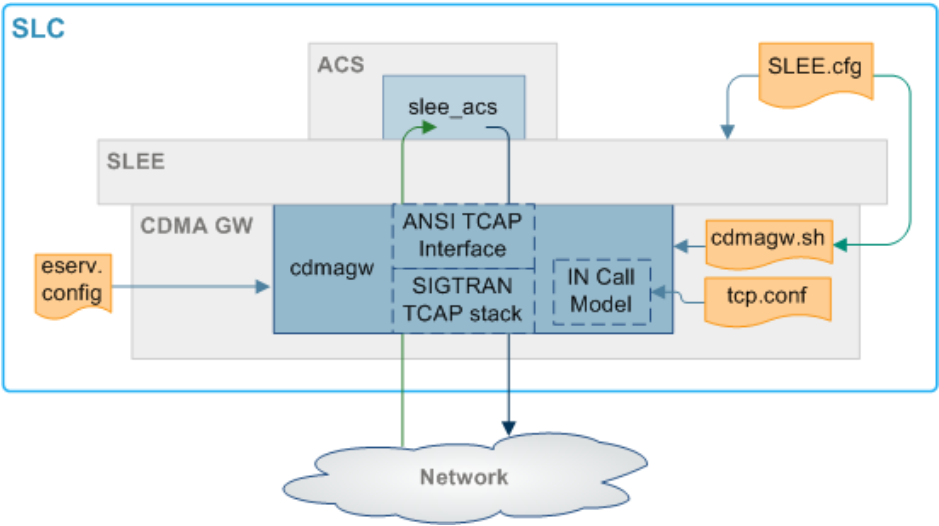 SLC
ACS
SLEE.cfg
slee_acs
SLEE
CDMA GW
ANSI TCAP
Interface
cdmagw.sh
eserv.
config
cdmagw
IN Call
Model
SIGTRAN
TCAP stack
tcp.conf
Network